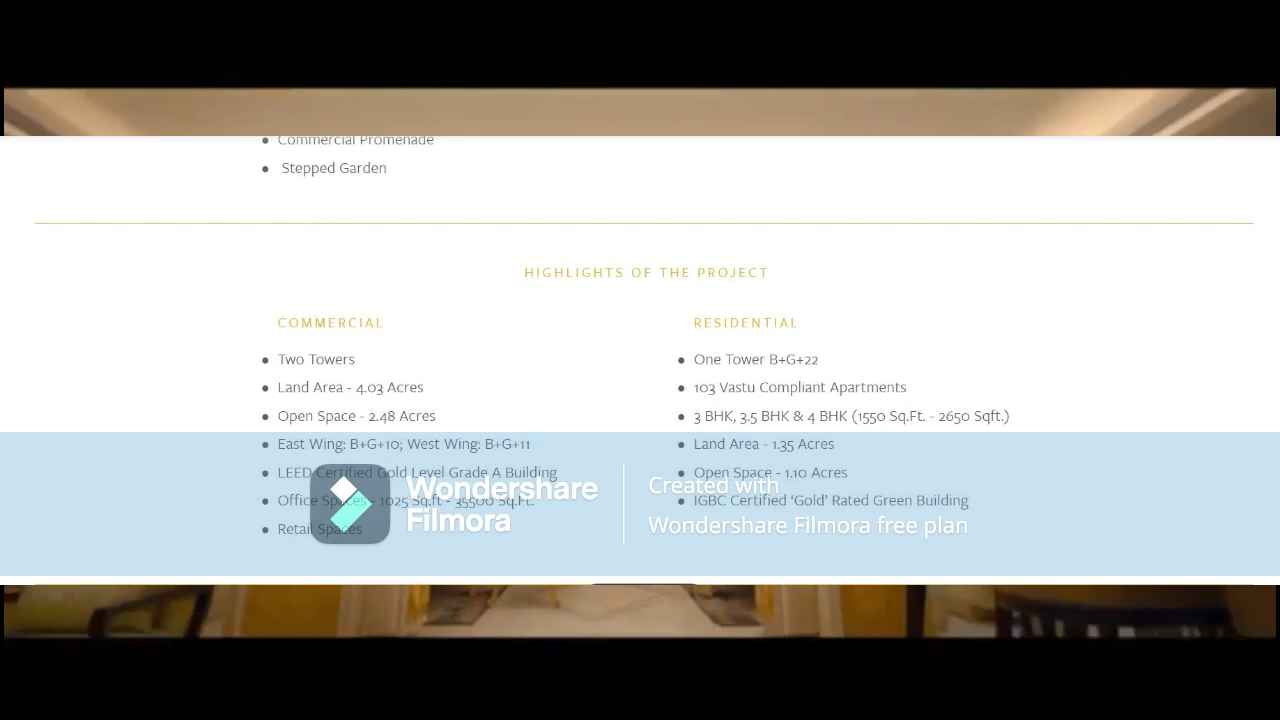 • Commercial Promenade
• Stepped Garden
HIGHLIGHTS OF THE PROJECT
COMMERCIAL
• Two Towers
• Land Area - 4.03 Acres
• Open Space - 2.48 Acres
• East Wing: B+G+10; West Wing: B+G+11
• LEED Certified Gold Level Grade A Building
• Office Spaces - 1025 Sq.ft - 35500 Sq.Ft.
• Retail Spaces
RESIDENTIAL
• One Tower B+G+22
• 103 Vastu Compliant Apartments
• 3 BHK, 3.5 BHK & 4 BHK (1550 Sq.Ft. - 2650 Sqft.)
• Land Area - 1.35 Acres
• Open Space - 1.10 Acres
• IGBC Certified ‘Gold’ Rated Green Building
Wondershare
Filmora
Created with
Wondershare Filmora free plan